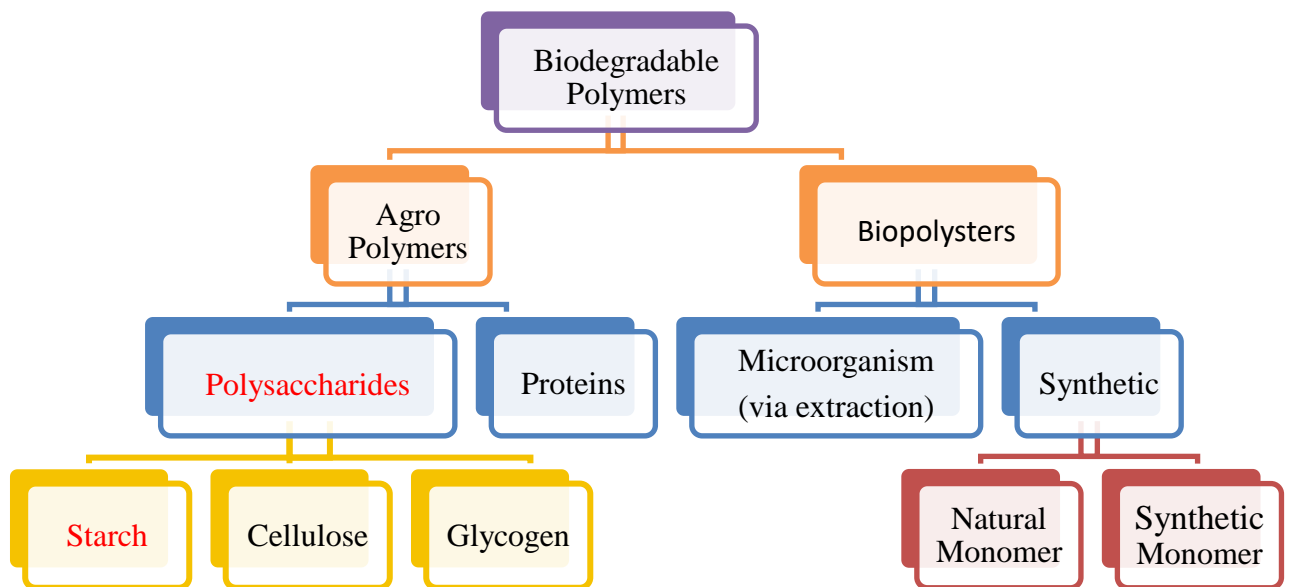 Biodegradable
Polymers
Agro
Polymers
Biopolysters
Polysaccharides
Proteins
Microorganism
(via extraction)
Synthetic
Starch
Cellulose
Glycogen
Natural
Monomer
Synthetic
Monomer